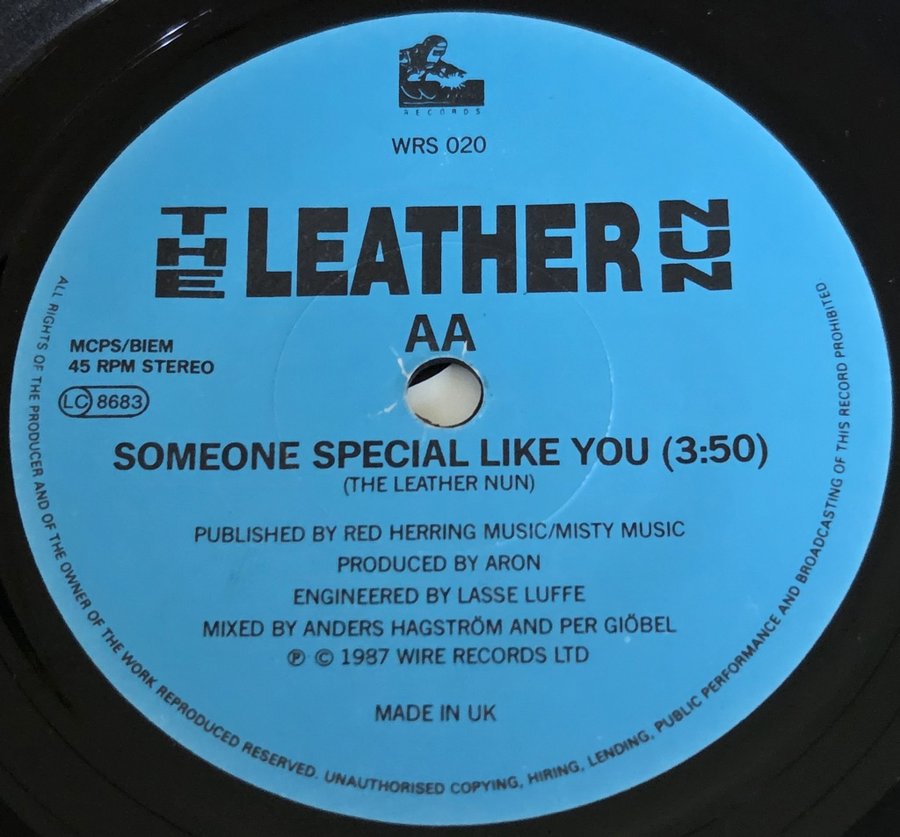 RECORDS
WRS 020
THE LEATHER NUN
AA
MCPS/BIEM
45 RPM STEREO
LC 8683
SOMEONE SPECIAL LIKE YOU (3:50)
(THE LEATHER NUN)
PUBLISHED BY RED HERRING MUSIC/MISTY MUSIC
PRODUCED BY ARON
ENGINEERED BY LASSE LUFFE
MIXED BY ANDERS HAGSTRÖM AND PER GIÖBEL
℗ © 1987 WIRE RECORDS LTD
MADE IN UK
ALL RIGHTS OF THE PRODUCER AND OF THE OWNER OF THE WORK REPRODUCED RESERVED. UNAUTHORISED COPYING, HIRING, LENDING, PUBLIC PERFORMANCE AND BROADCASTING OF THIS RECORD PROHIBITED